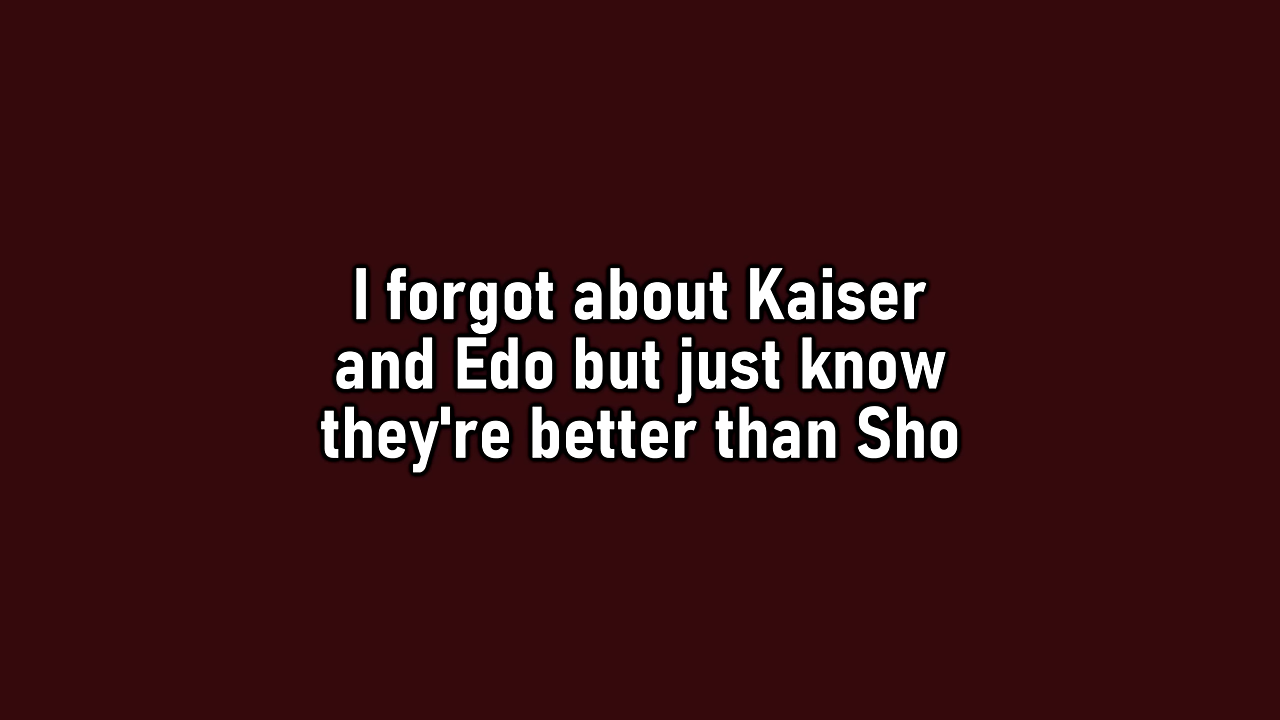 I forgot about Kaiser
and Edo but just know
they're better than Sho